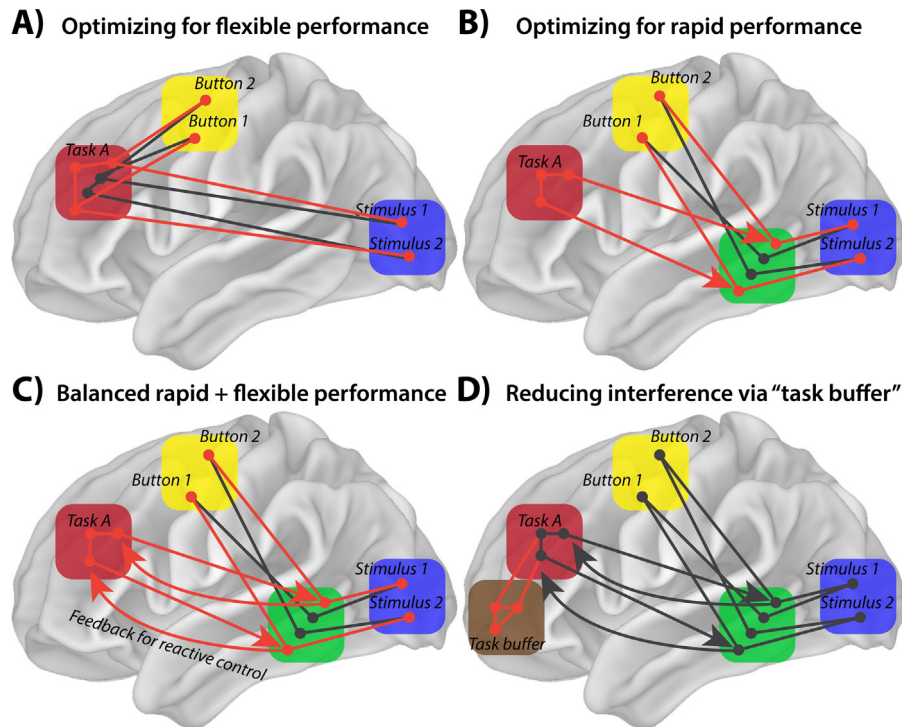 A) Optimizing for flexible performance
Button 2
Button 1
Task A
Stimulus 1
Stimulus 2
B) Optimizing for rapid performance
Button 2
Button 1
Task A
Stimulus 1
Stimulus 2
C) Balanced rapid + flexible performance
Button 2
Button 1
Task A
Stimulus 1
Stimulus 2
Feedback for reactive control
D) Reducing interference via “task buffer”
Button 2
Button 1
Task A
Stimulus 1
Stimulus 2
Task buffer